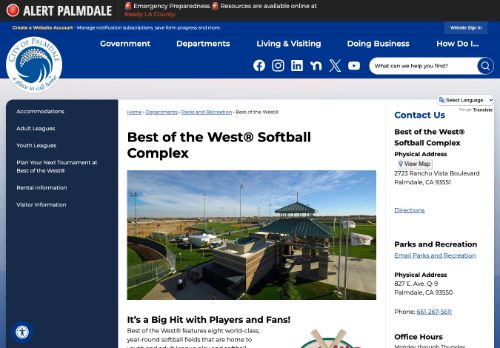 ALERT PALMDALE
🚨 Emergency Preparedness 🚨 Resources are available online at
Ready LA County.
Create a Website Account - Manage notification subscriptions, save form progress and more.
Website Sign In
CITY OF PALMDALE
a place to call home
Government
Departments
Living & Visiting
Doing Business
How Do I...
What can we help you find?
Select Language
Google Translate
Accommodations
Adult Leagues
Youth Leagues
Plan Your Next Tournament at
Best of the West®
Rental Information
Visitor Information
Home › Departments › Parks and Recreation › Best of the West®
Best of the West® Softball
Complex
It's a Big Hit with Players and Fans!
Best of the West® features eight world-class,
year-round softball fields that are home to
youth and adult league play and softball
Contact Us
Best of the West®
Softball Complex
Physical Address
View Map
2723 Rancho Vista Boulevard
Palmdale, CA 93551
Directions
Parks and Recreation
Email Parks and Recreation
Physical Address
827 E. Ave. Q-9
Palmdale, CA 93550
Phone: 661-267-5611
Office Hours
Monday through Thursday